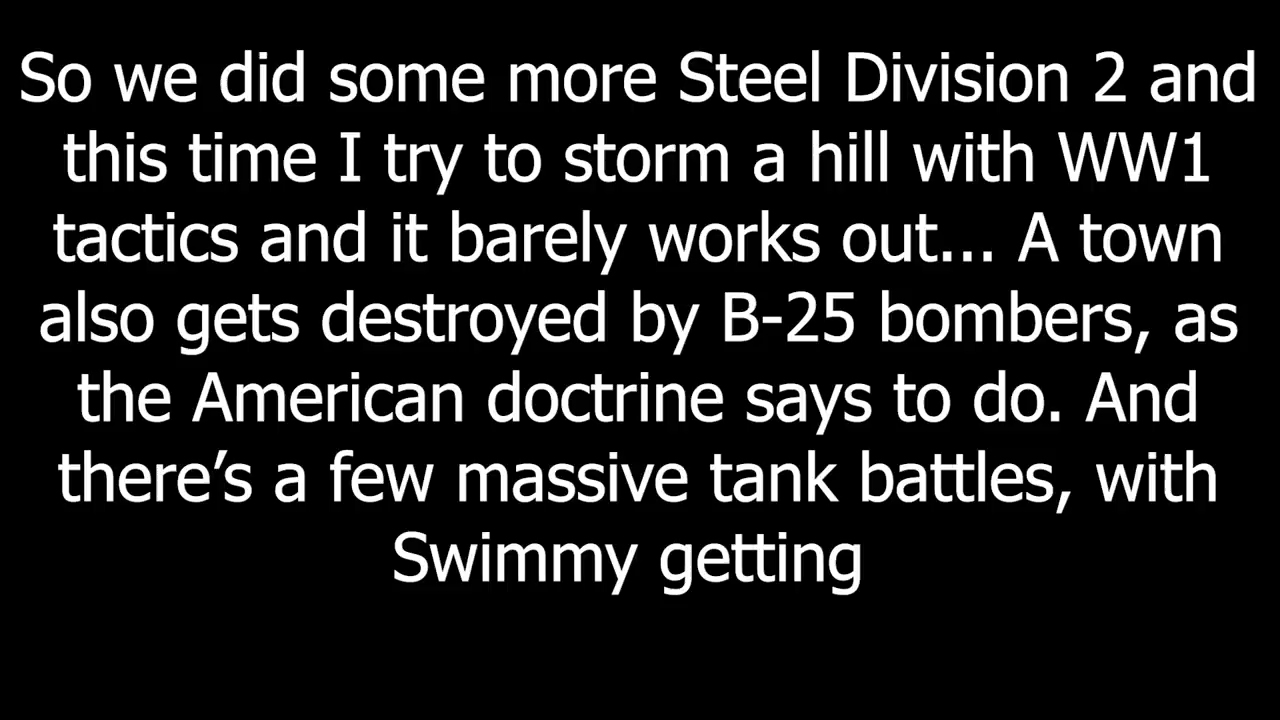 So we did some more Steel Division 2 and
this time I try to storm a hill with WW1
tactics and it barely works out... A town
also gets destroyed by B-25 bombers, as
the American doctrine says to do. And
there’s a few massive tank battles, with
Swimmy getting